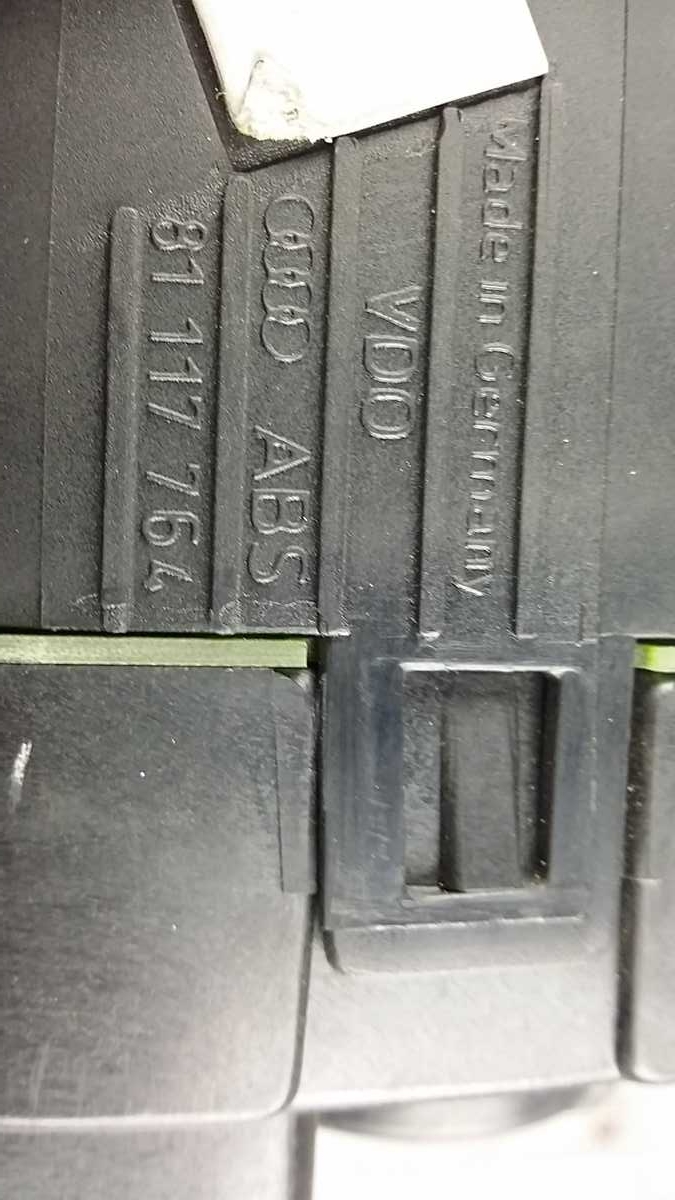 Made in Germany
VDO
ABS
81 117 764